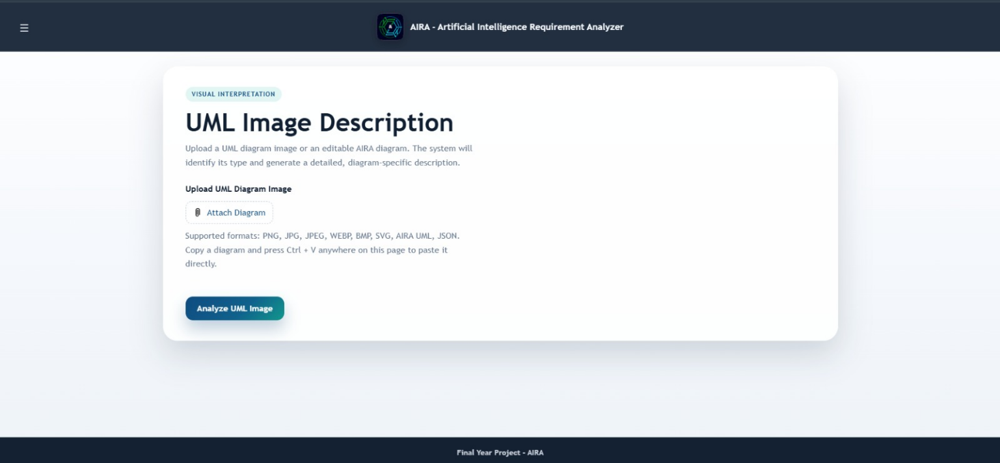 AIRA - Artificial Intelligence Requirement Analyzer
VISUAL INTERPRETATION
UML Image Description
Upload a UML diagram image or an editable AIRA diagram. The system will
identify its type and generate a detailed, diagram-specific description.
Upload UML Diagram Image
Attach Diagram
Supported formats: PNG, JPG, JPEG, WEBP, BMP, SVG, AIRA UML, JSON.
Copy a diagram and press Ctrl + V anywhere on this page to paste it
directly.
Analyze UML Image
Final Year Project - AIRA